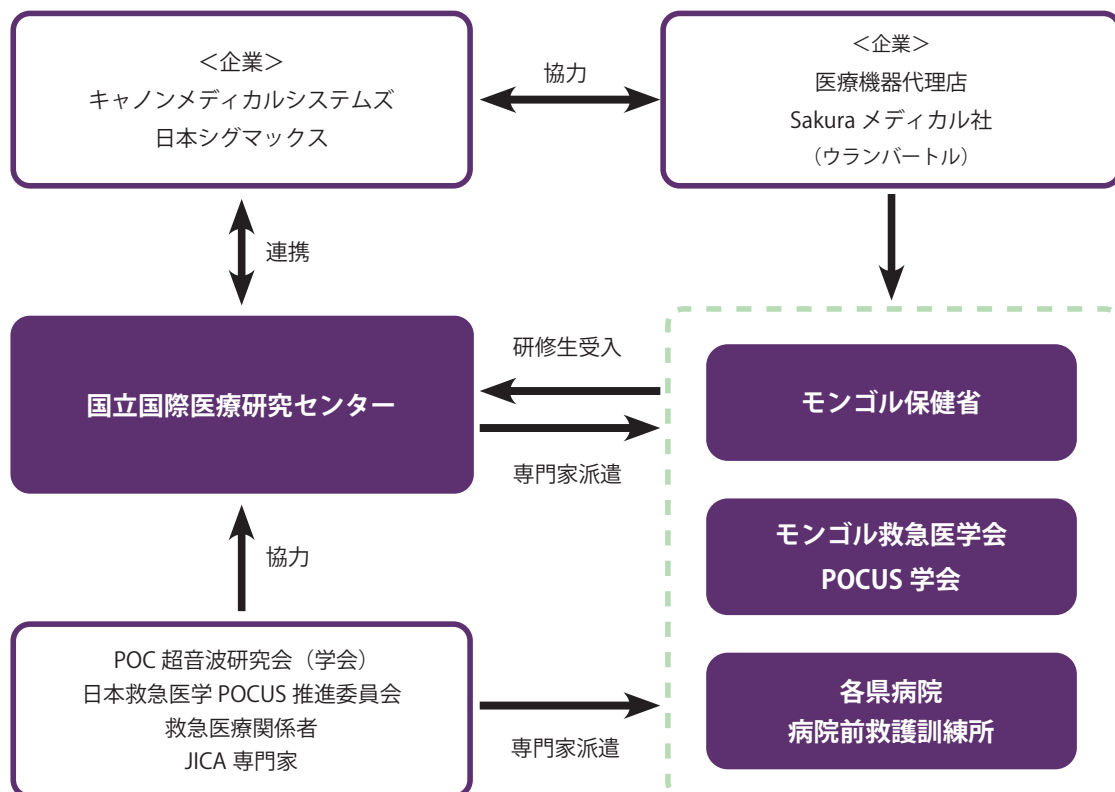 ＜企業＞
キャノンメディカルシステムズ
日本シグマックス
協力
＜企業＞
医療機器代理店
Sakura メディカル社
（ウランバートル）
連携
国立国際医療研究センター
研修生受入
専門家派遣
モンゴル保健省
モンゴル救急医学会
POCUS 学会
協力
POC 超音波研究会（学会）
日本救急医学 POCUS 推進委員会
救急医療関係者
JICA 専門家
専門家派遣
各県病院
病院前救護訓練所